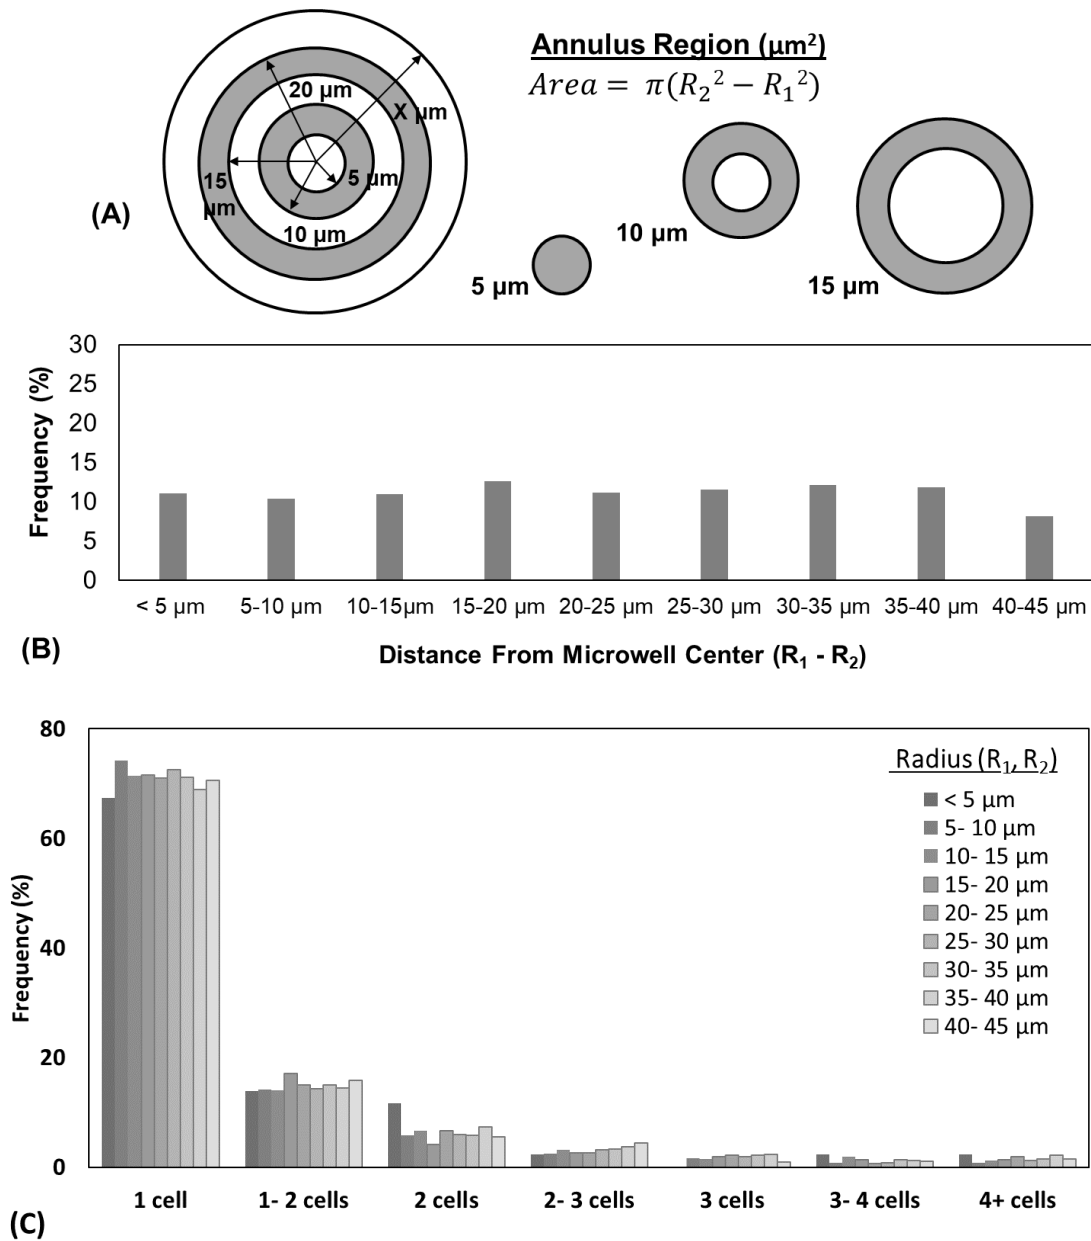 Annulus Region (µm²)
Area = π(R₂² − R₁²)
20 µm
X µm
15 µm
5 µm
10 µm
(A)
5 µm
10 µm
15 µm
Frequency (%)
30
25
20
15
10
5
0
< 5 µm 5-10 µm 10-15µm 15-20 µm 20-25 µm 25-30 µm 30-35 µm 35-40 µm 40-45 µm
(B)
Distance From Microwell Center (R₁ - R₂)
Frequency (%)
80
60
40
20
0
Radius (R₁, R₂)
< 5 µm
5- 10 µm
10- 15 µm
15- 20 µm
20- 25 µm
25- 30 µm
30- 35 µm
35- 40 µm
40- 45 µm
1 cell 1- 2 cells 2 cells 2- 3 cells 3 cells 3- 4 cells 4+ cells
(C)